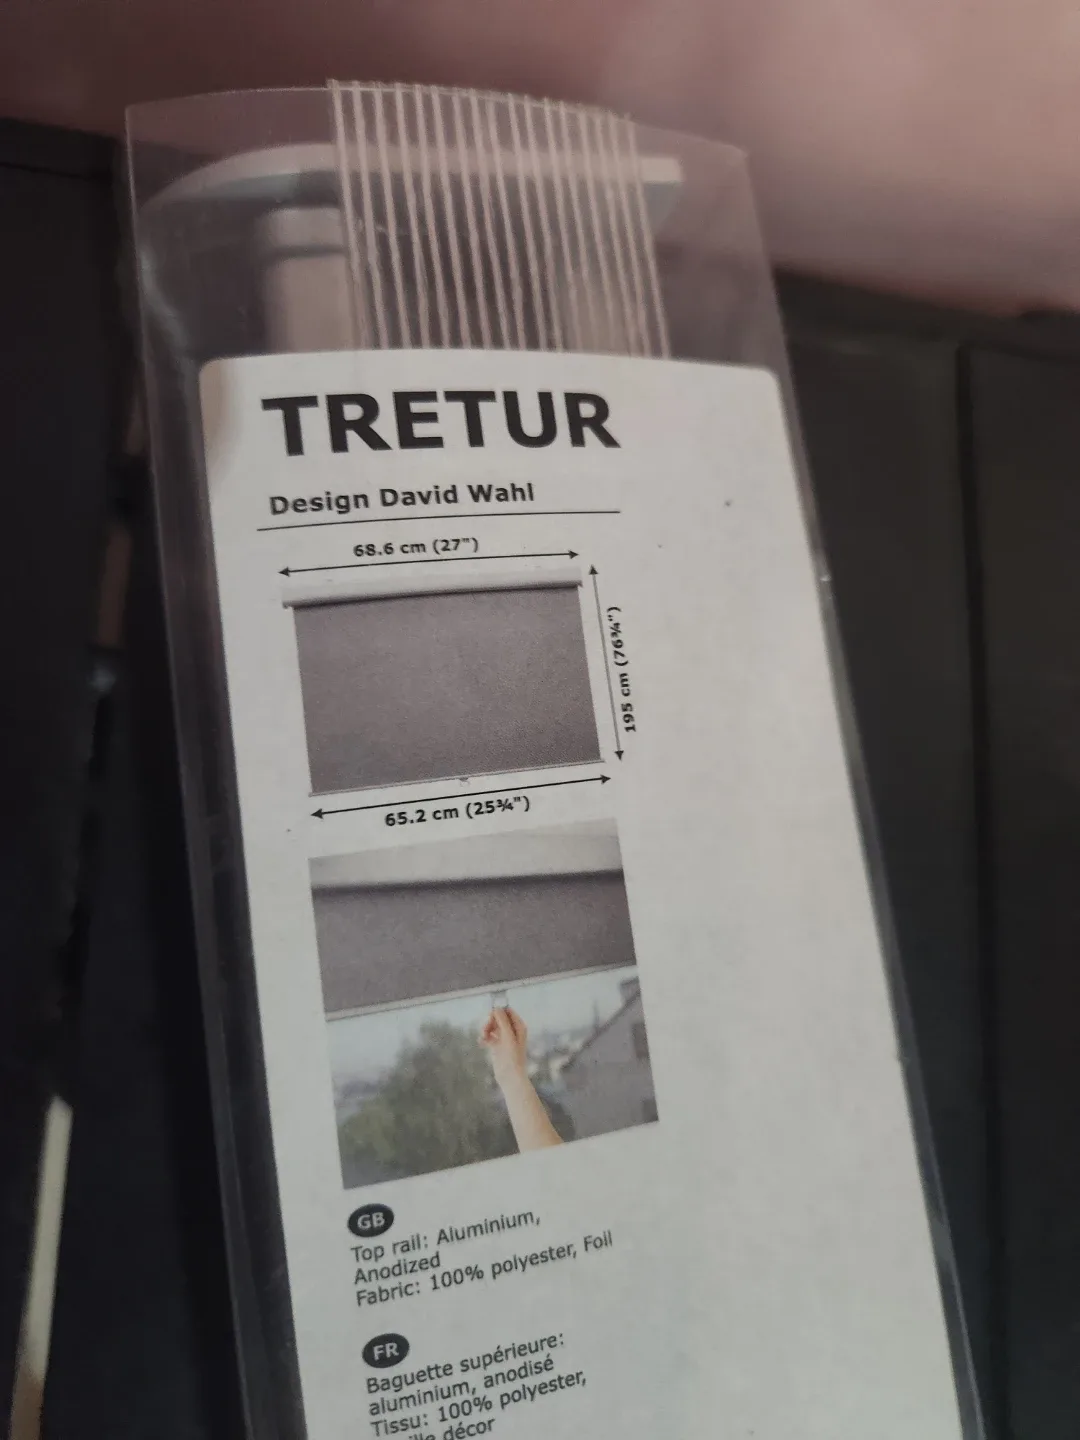 TRETUR
Design David Wahl
68.6 cm (27")
195 cm (76¾")
65.2 cm (25¾")
GB
Top rail: Aluminium,
Anodized
Fabric: 100% polyester, Foil
FR
Baguette supérieure:
aluminium, anodisé
Tissu: 100% polyester,
décor